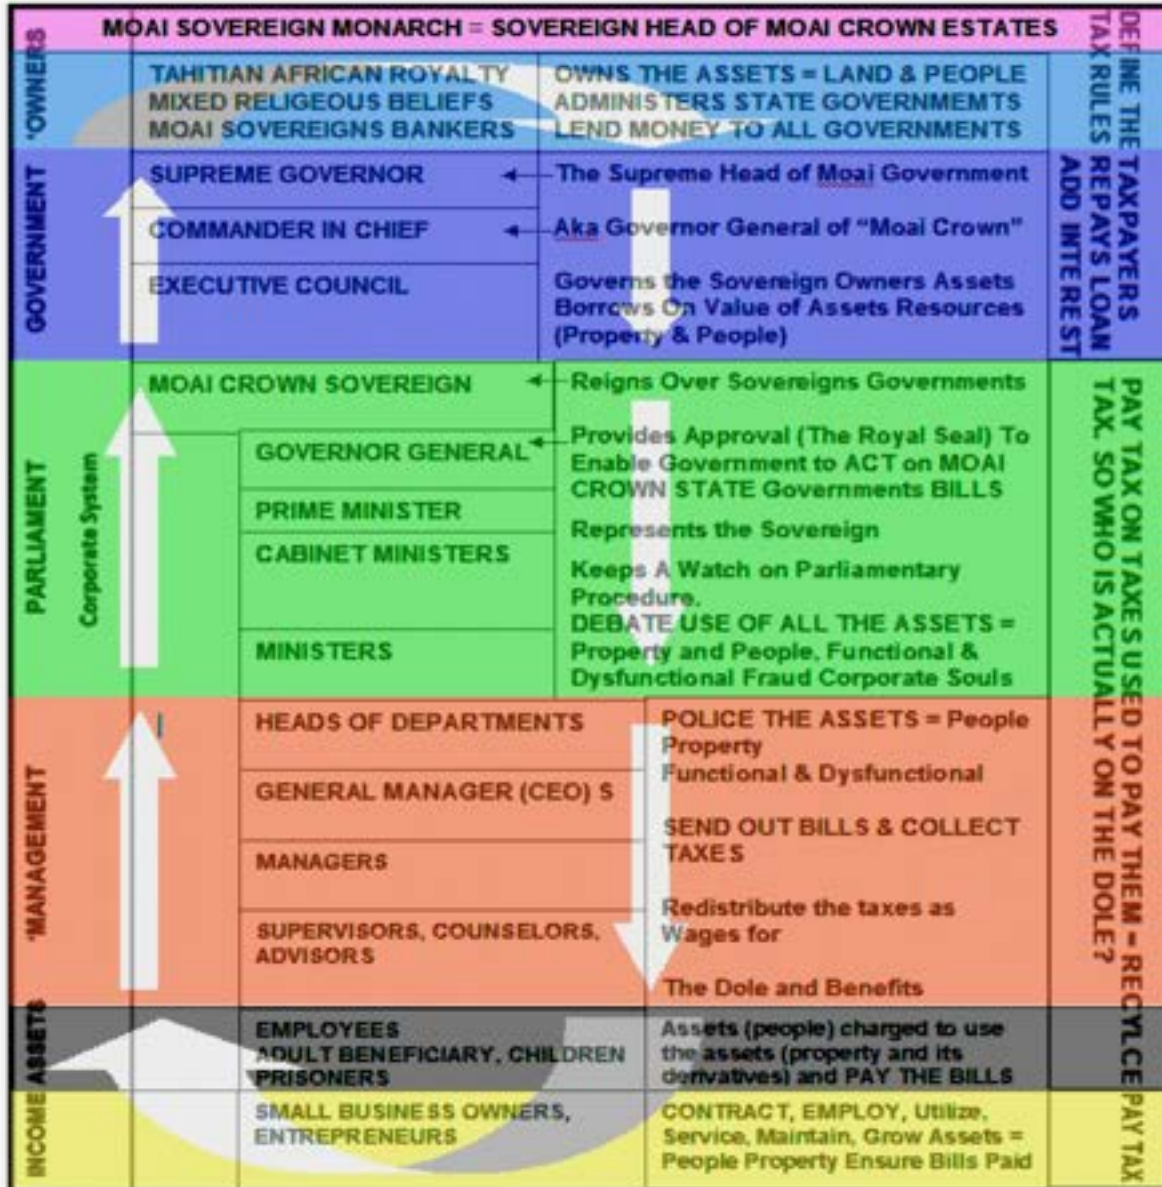 MOAI SOVEREIGN MONARCH = SOVEREIGN HEAD OF MOAI CROWN ESTATES
'OWNERS
TAHITIAN AFRICAN ROYALTY
MIXED RELIGEOUS BELIEFS
MOAI SOVEREIGNS BANKERS
OWNS THE ASSETS = LAND & PEOPLE
ADMINISTERS STATE GOVERNMEMTS
LEND MONEY TO ALL GOVERNMENTS
GOVERNMENT
SUPREME GOVERNOR
The Supreme Head of Moai Government
COMMANDER IN CHIEF
Aka Governor General of "Moai Crown"
EXECUTIVE COUNCIL
Governs the Sovereign Owners Assets
Borrows On Value of Assets Resources
(Property & People)
DEFINE THE TAXPAYERS
TAX RULES REPAYS LOAN
ADD INTEREST
PARLIAMENT
Corporate System
MOAI CROWN SOVEREIGN
Reigns Over Sovereigns Governments
GOVERNOR GENERAL
Provides Approval (The Royal Seal) To
Enable Government to ACT on MOAI
CROWN STATE Governments BILLS
PRIME MINISTER
Represents the Sovereign
CABINET MINISTERS
Keeps A Watch on Parliamentary
Procedure.
MINISTERS
DEBATE USE OF ALL THE ASSETS =
Property and People, Functional &
Dysfunctional Fraud Corporate Souls
'MANAGEMENT
HEADS OF DEPARTMENTS
POLICE THE ASSETS = People
Property
Functional & Dysfunctional
GENERAL MANAGER (CEO) S
SEND OUT BILLS & COLLECT
TAXES
MANAGERS
SUPERVISORS, COUNSELORS,
ADVISORS
Redistribute the taxes as
Wages for
The Dole and Benefits
PAY TAX ON TAXES USED TO PAY THEM = RECYLCE
TAX. SO WHO IS ACTUALLY ON THE DOLE?
ASSETS
EMPLOYEES
ADULT BENEFICIARY, CHILDREN
PRISONERS
Assets (people) charged to use
the assets (property and its
derivatives) and PAY THE BILLS
INCOME
SMALL BUSINESS OWNERS,
ENTREPRENEURS
CONTRACT, EMPLOY, Utilize,
Service, Maintain, Grow Assets =
People Property Ensure Bills Paid
PAY TAX